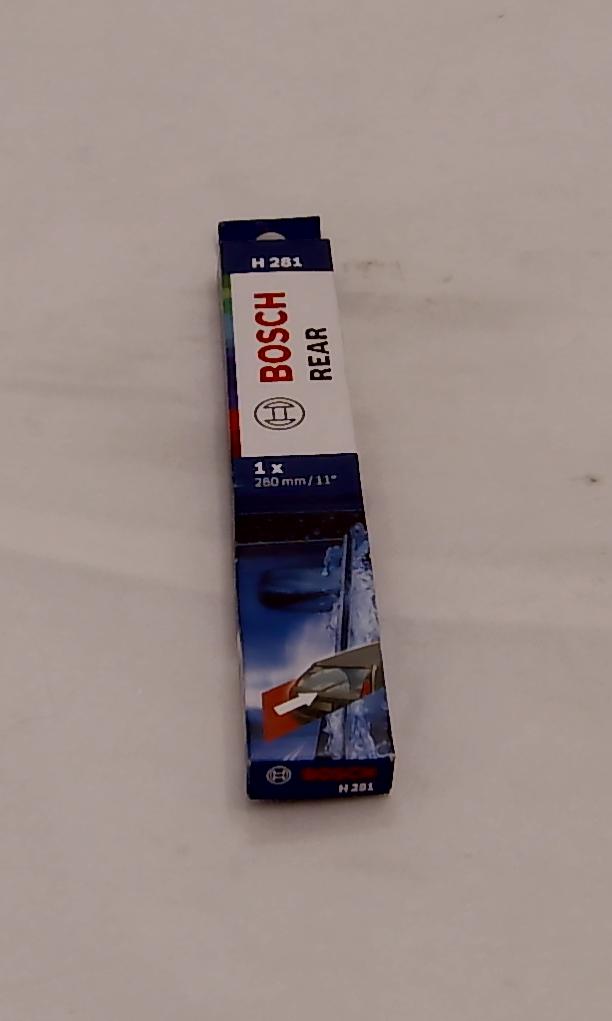 H 281
BOSCH
REAR
1 x
280 mm / 11"
BOSCH
H 281